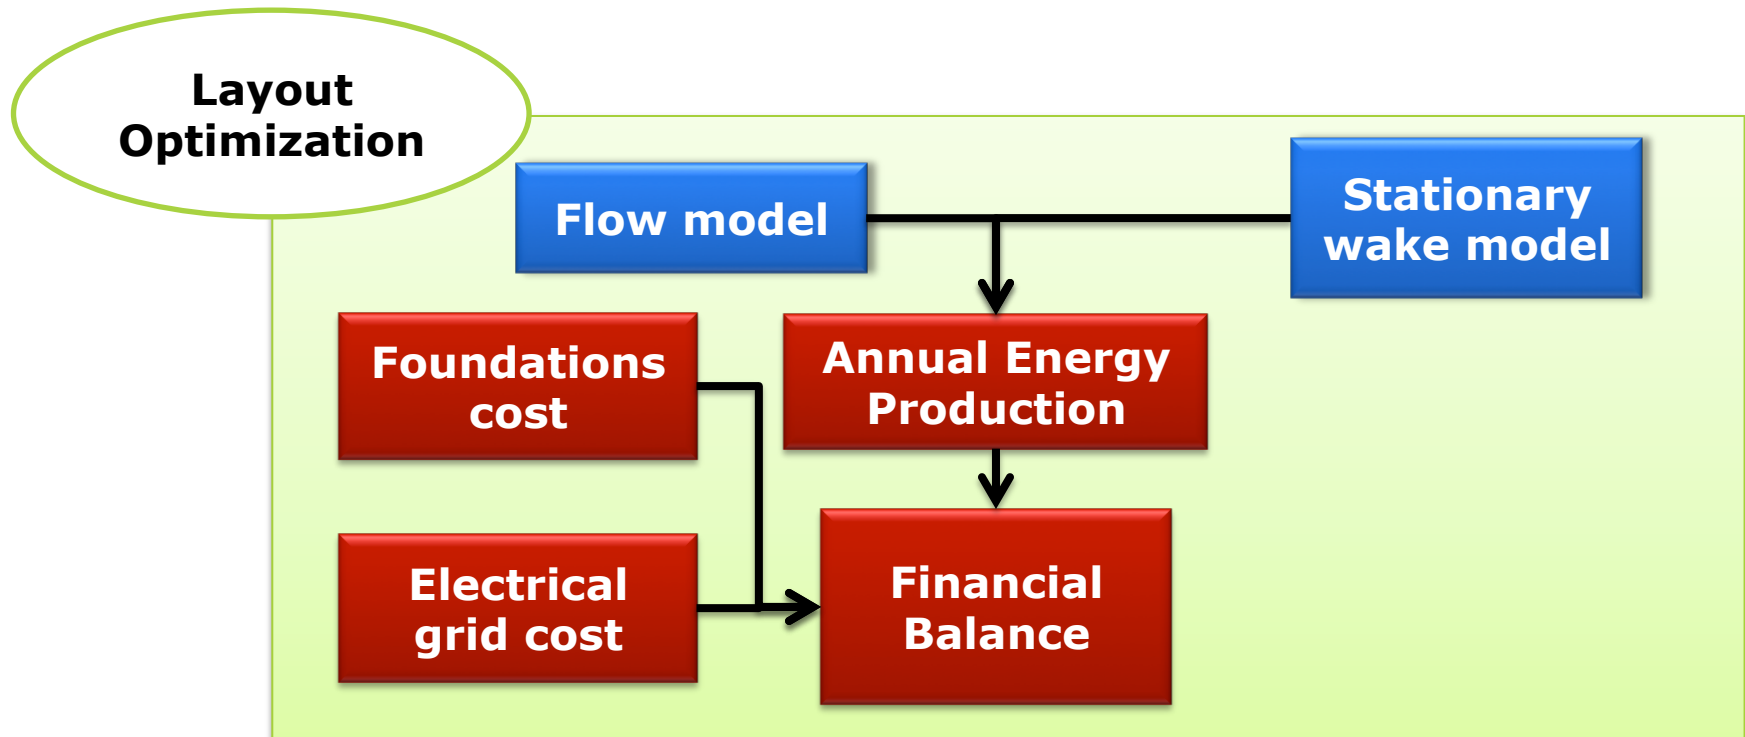 Layout
Optimization
Flow model
Stationary
wake model
Foundations
cost
Annual Energy
Production
Electrical
grid cost
Financial
Balance